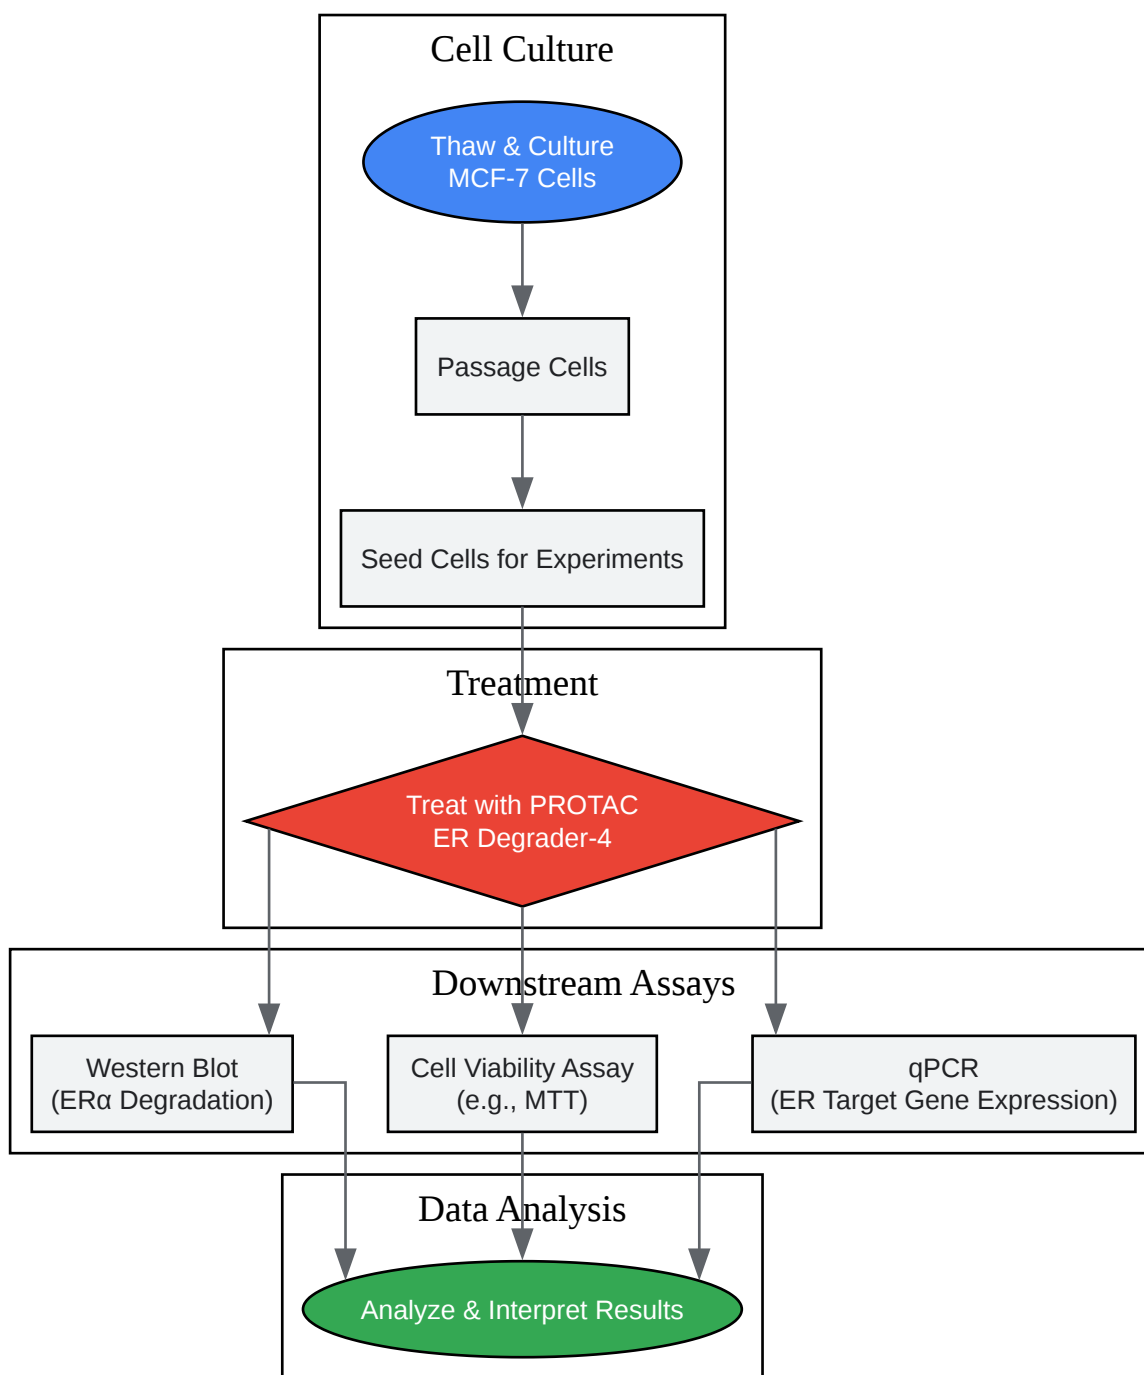 Cell Culture
Thaw & Culture
MCF-7 Cells
Passage Cells
Seed Cells for Experiments
Treatment
Treat with PROTAC
ER Degrader-4
Downstream Assays
Western Blot
(ERα Degradation)
Cell Viability Assay
(e.g., MTT)
qPCR
(ER Target Gene Expression)
Data Analysis
Analyze & Interpret Results